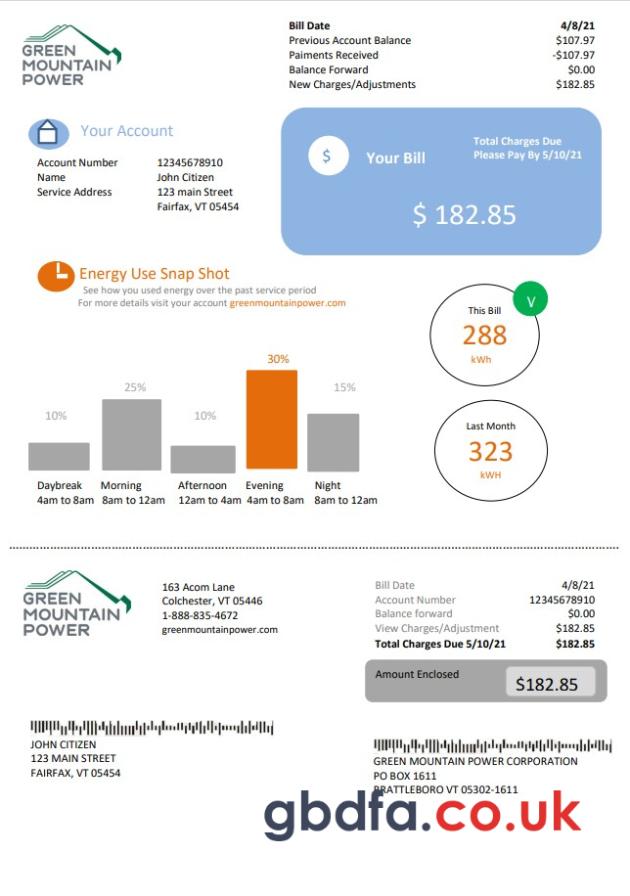 GREEN
MOUNTAIN
POWER
Bill Date 4/8/21
Previous Account Balance $107.97
Paiments Received -$107.97
Balance Forward $0.00
New Charges/Adjustments $182.85
Your Account
Account Number 12345678910
Name John Citizen
Service Address 123 main Street
Fairfax, VT 05454
$ Your Bill
Total Charges Due
Please Pay By 5/10/21
$ 182.85
Energy Use Snap Shot
See how you used energy over the past service period
For more details visit your account greenmountainpower.com
This Bill
V
288
kWh
Last Month
323
kWH
10% 25% 10% 30% 15%
Daybreak Morning Afternoon Evening Night
4am to 8am 8am to 12am 12am to 4am 4am to 8am 8am to 12am
GREEN
MOUNTAIN
POWER
163 Acom Lane
Colchester, VT 05446
1-888-835-4672
greenmountainpower.com
Bill Date 4/8/21
Account Number 12345678910
Balance forward $0.00
View Charges/Adjustment $182.85
Total Charges Due 5/10/21 $182.85
Amount Enclosed $182.85
JOHN CITIZEN
123 MAIN STREET
FAIRFAX, VT 05454
GREEN MOUNTAIN POWER CORPORATION
PO BOX 1611
BRATTLEBORO VT 05302-1611
gbdfa.co.uk